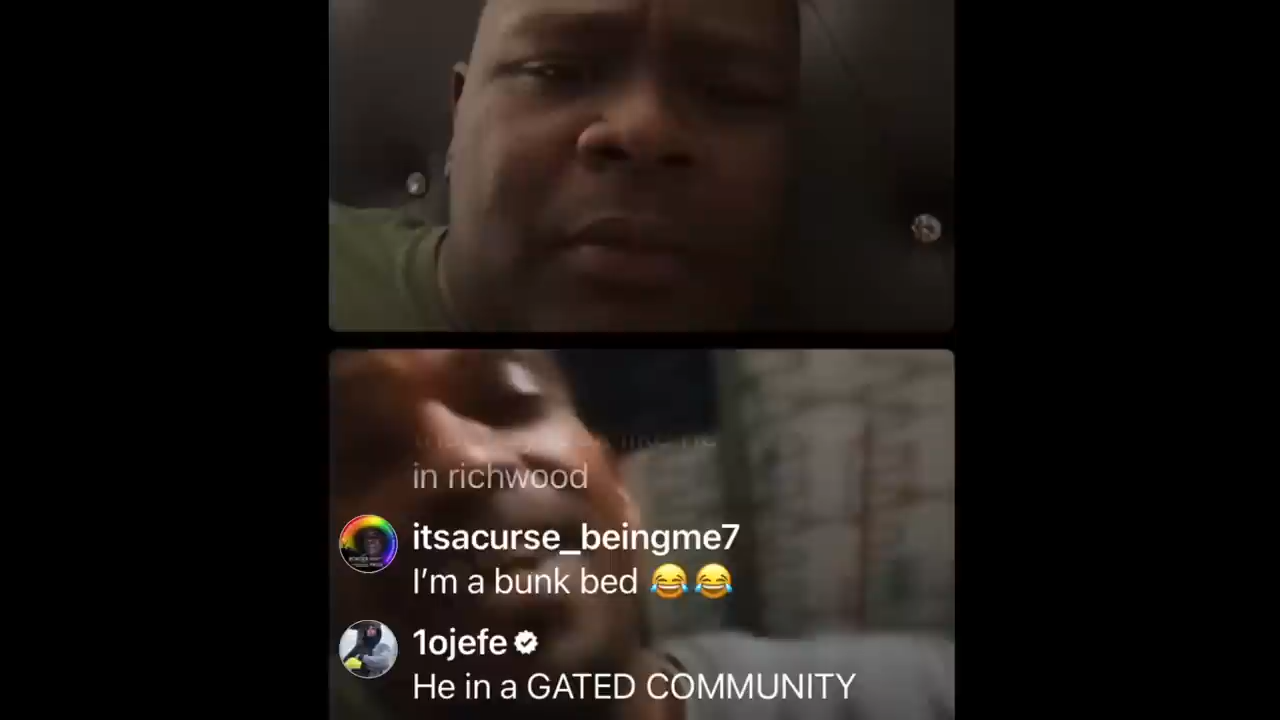 in richwood
itsacurse_beingme7
I'm a bunk bed 😂😂
1ojefe
He in a GATED COMMUNITY